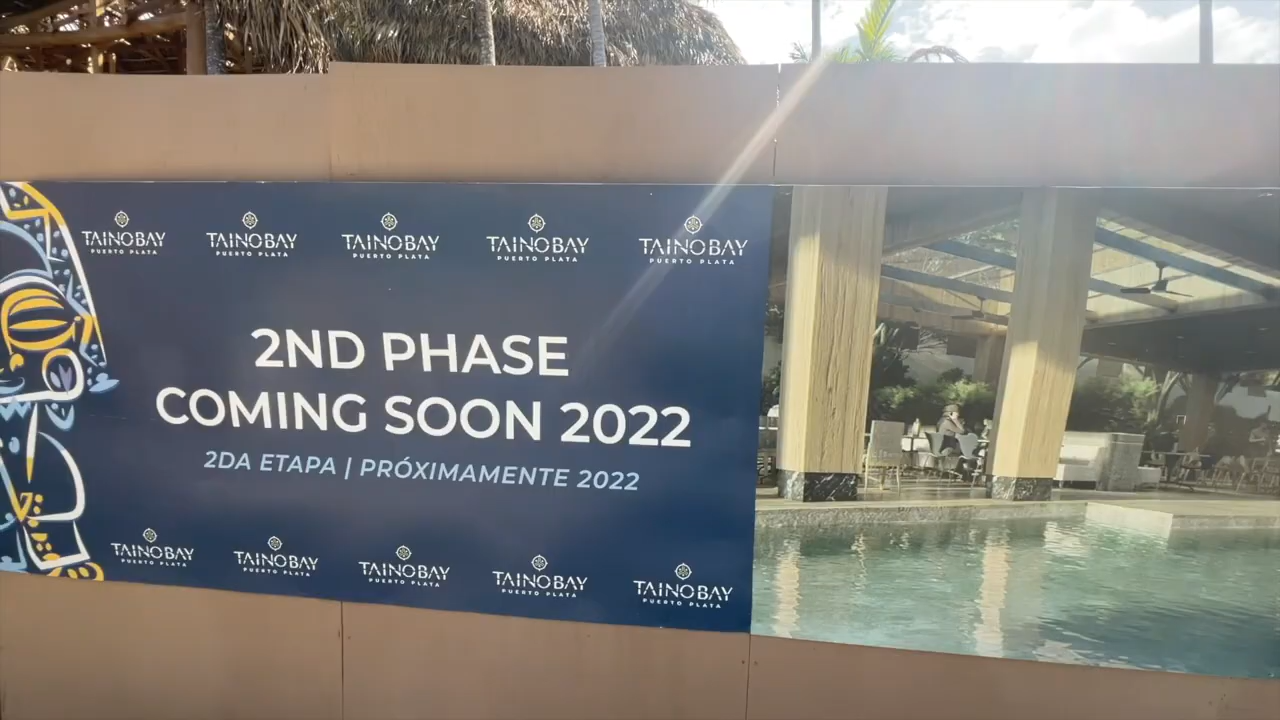 TAINO BAY TAINO BAY TAINO BAY TAINO BAY TAINO BAY
PUERTO PLATA PUERTO PLATA PUERTO PLATA PUERTO PLATA PUERTO PLATA
2ND PHASE
COMING SOON 2022
2DA ETAPA | PRÓXIMAMENTE 2022
TAINO BAY TAINO BAY TAINO BAY TAINO BAY TAINO BAY
PUERTO PLATA PUERTO PLATA PUERTO PLATA PUERTO PLATA PUERTO PLATA